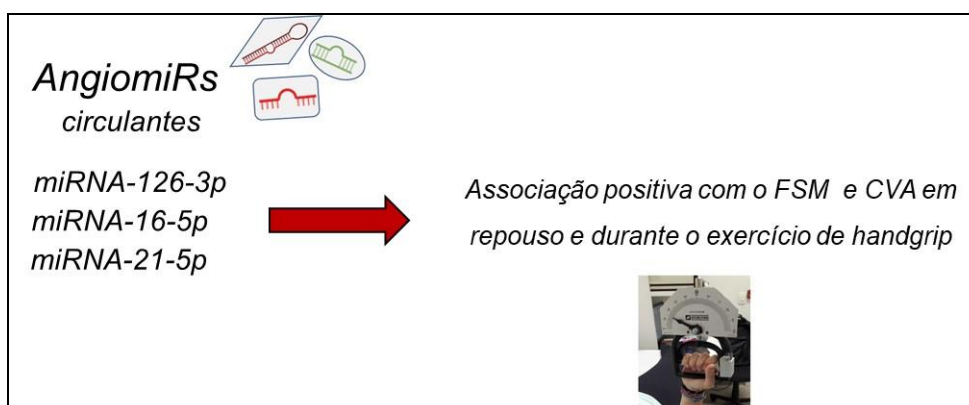 AngiomiRs
circulantes
miRNA-126-3p
miRNA-16-5p
miRNA-21-5p
Associação positiva com o FSM e CVA em
repouso e durante o exercício de handgrip